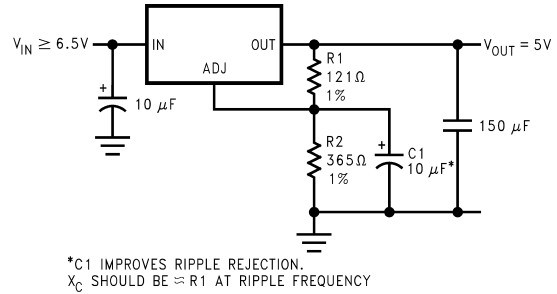 V_IN ≥ 6.5V
IN
OUT
ADJ
V_OUT = 5V
R1
121Ω
1%
+
10 μF
150 μF
R2
365Ω
1%
+
C1
10 μF*
*C1 IMPROVES RIPPLE REJECTION.
X_C SHOULD BE ≈ R1 AT RIPPLE FREQUENCY